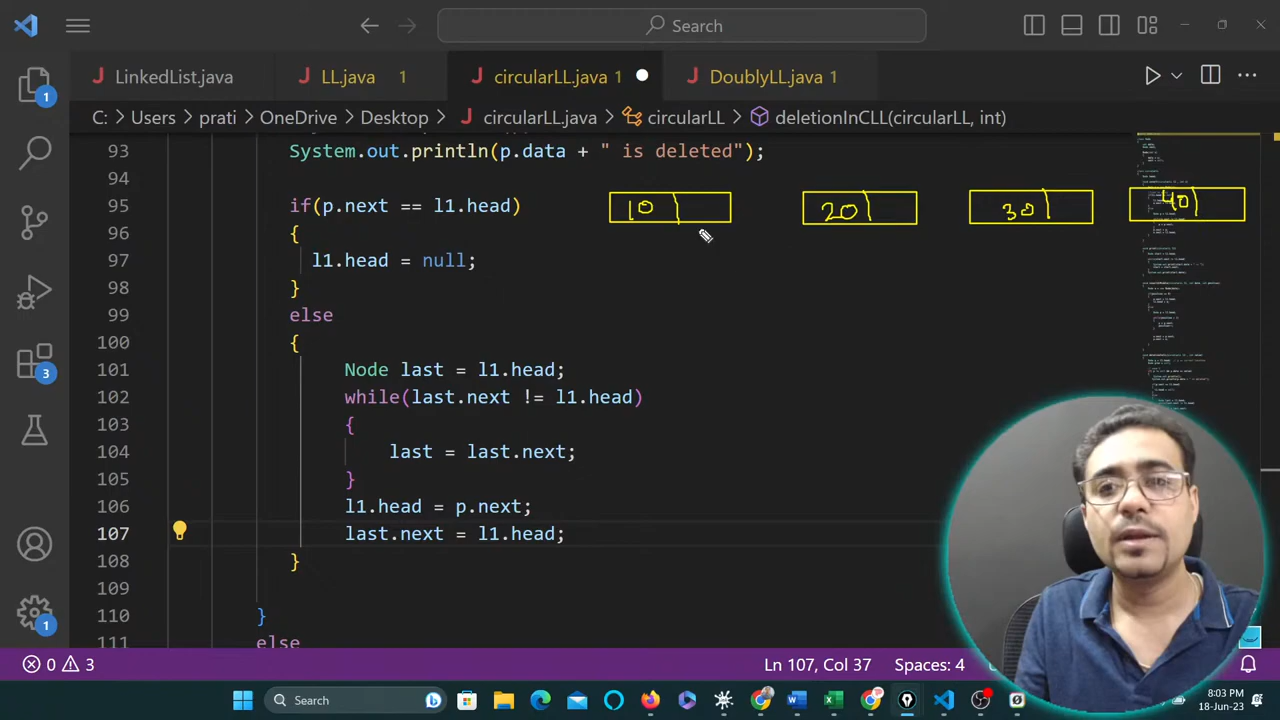 Search
LinkedList.java
LL.java 1
circularLL.java 1
DoublyLL.java 1
C: > Users > prati > OneDrive > Desktop > circularLL.java > circularLL > deletionInCLL(circularLL, int)
93 System.out.println(p.data + " is deleted");
94
95 if(p.next == l1.head)
10 20 30 40
96 {
97 l1.head = null;
98 }
99 else
100 {
101 Node last = l1.head;
102 while(last.next != l1.head)
103 {
104 last = last.next;
105 }
106 l1.head = p.next;
107 last.next = l1.head;
108 }
109
110 }
111 else
1
3
1
0 3
Ln 107, Col 37 Spaces: 4
Search
8:03 PM
18-Jun-23